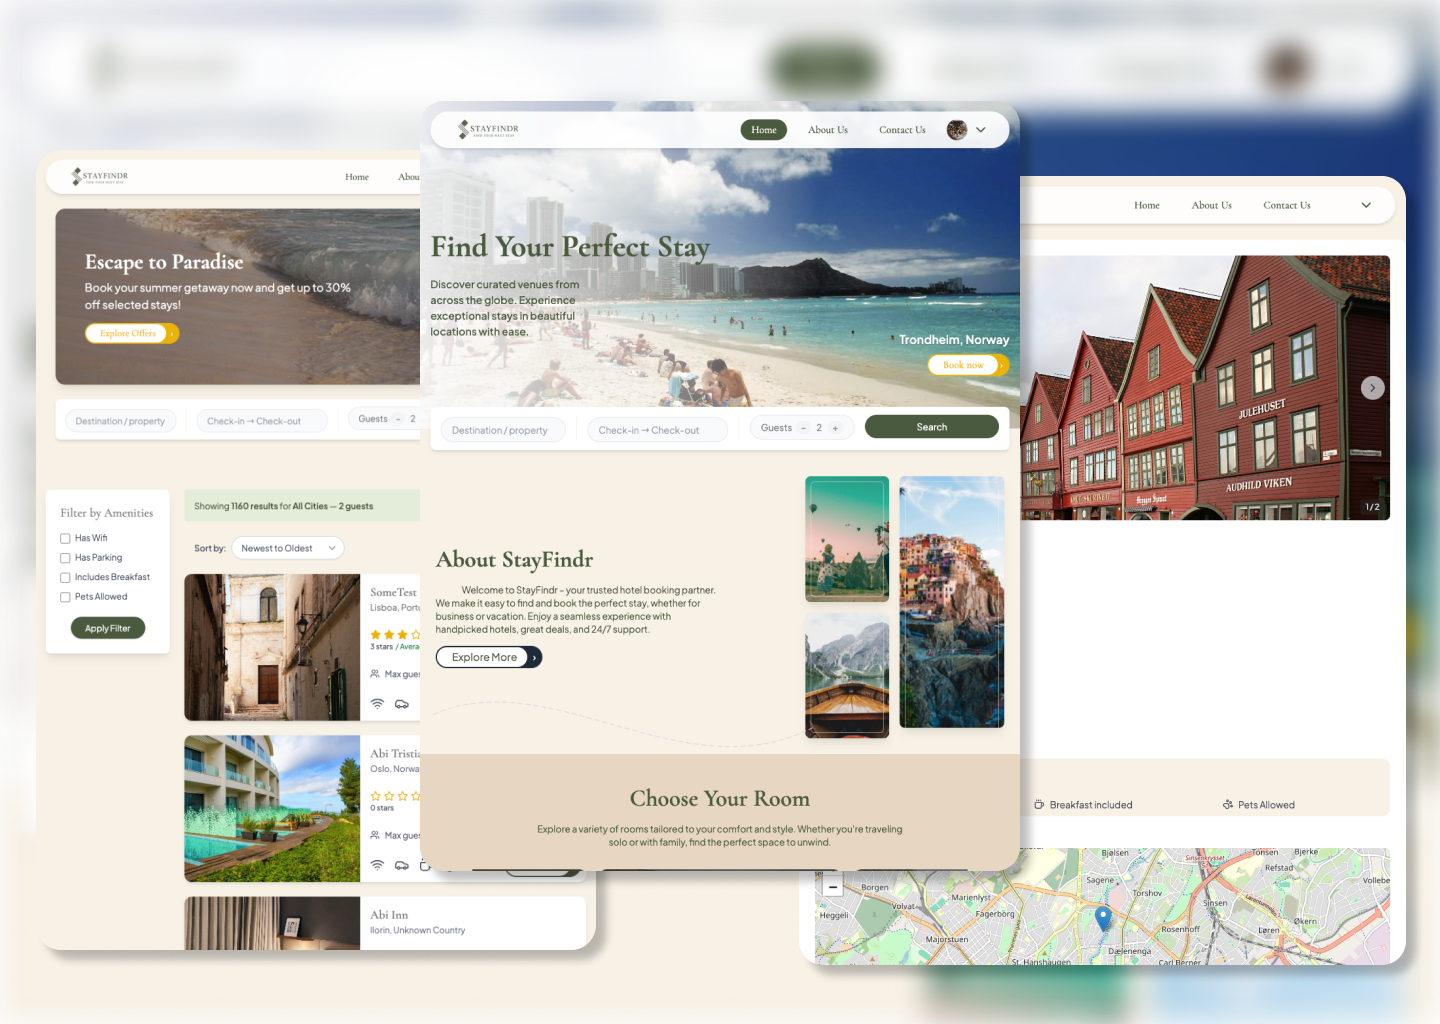 STAYFINDR
Home
About Us
Contact Us
Find Your Perfect Stay
Discover curated venues from
across the globe. Experience
exceptional stays in beautiful
locations with ease.
Trondheim, Norway
Book now
Destination / property
Check-in → Check-out
Guests - 2 +
Search
About StayFindr
Welcome to StayFindr – your trusted hotel booking partner.
We make it easy to find and book the perfect stay, whether for
business or vacation. Enjoy a seamless experience with
handpicked hotels, great deals, and 24/7 support.
Explore More
Choose Your Room
Explore a variety of rooms tailored to your comfort and style. Whether you're traveling
solo or with family, find the perfect space to unwind.
STAYFINDR
Home
Abou
Escape to Paradise
Book your summer getaway now and get up to 30%
off selected stays!
Explore Offers
Destination / property
Check-in → Check-out
Guests - 2
Filter by Amenities
Has Wifi
Has Parking
Includes Breakfast
Pets Allowed
Apply Filter
Showing 1160 results for All Cities — 2 guests
Sort by: Newest to Oldest
SomeTest
Lisboa, Portu
3 stars / Avera
Max gues
Abi Tristia
Oslo, Norwa
0 stars
Max gues
Abi Inn
Ilorin, Unknown Country
Home
About Us
Contact Us
JULEHUSET
AUDHILD VIKEN
1 / 2
Breakfast included
Pets Allowed
Bjølsen
Tonsen
Bjerke
Sinsenkrysset
Refstad
Sagene
Vollebe
Borgen
Marienlyst
Torshov
Volvat
Sinsen
Heggeli
Fagerborg
Økern
Rosenhoff
Løren
Majorstuen
Dælenenga
St. Hanshaugen
Carl Berner